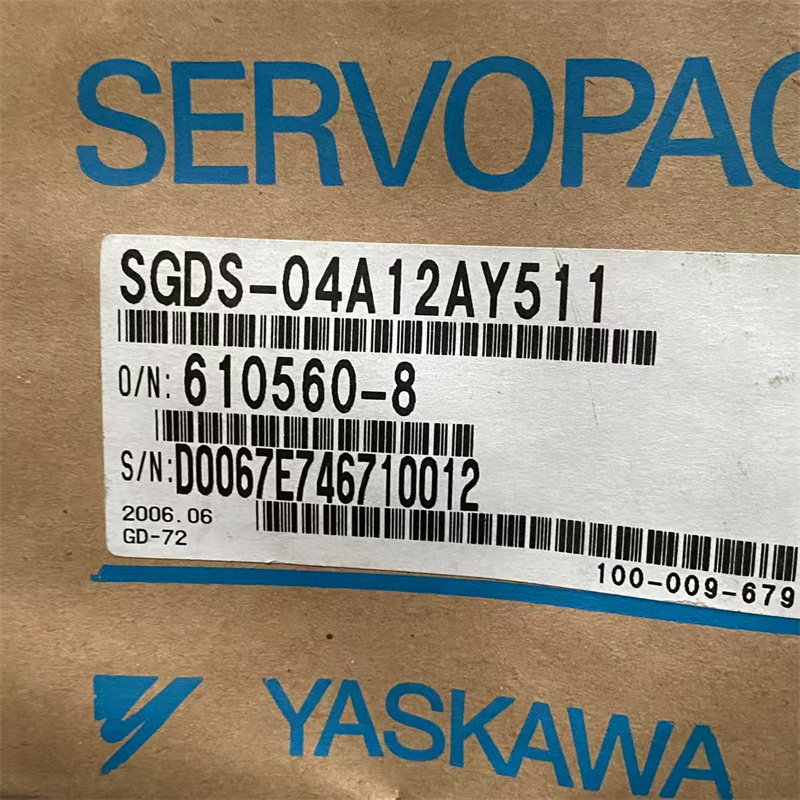 SERVOPAC
SGDS-04A12AY511
O/N: 610560-8
S/N: D0067E746710012
2006.06
GD-72
100-009-679
YASKAWA